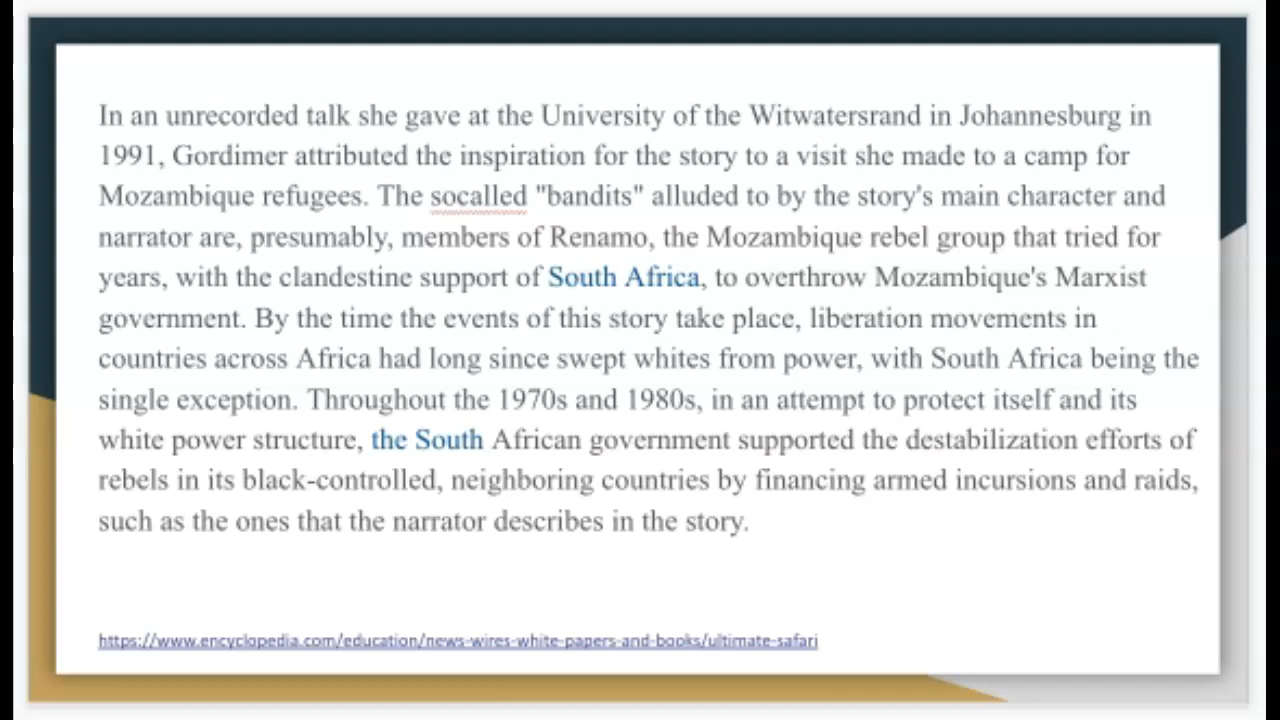 In an unrecorded talk she gave at the University of the Witwatersrand in Johannesburg in
1991, Gordimer attributed the inspiration for the story to a visit she made to a camp for
Mozambique refugees. The socalled "bandits" alluded to by the story's main character and
narrator are, presumably, members of Renamo, the Mozambique rebel group that tried for
years, with the clandestine support of South Africa, to overthrow Mozambique's Marxist
government. By the time the events of this story take place, liberation movements in
countries across Africa had long since swept whites from power, with South Africa being the
single exception. Throughout the 1970s and 1980s, in an attempt to protect itself and its
white power structure, the South African government supported the destabilization efforts of
rebels in its black-controlled, neighboring countries by financing armed incursions and raids,
such as the ones that the narrator describes in the story.
https://www.encyclopedia.com/education/news-wires-white-papers-and-books/ultimate-safari